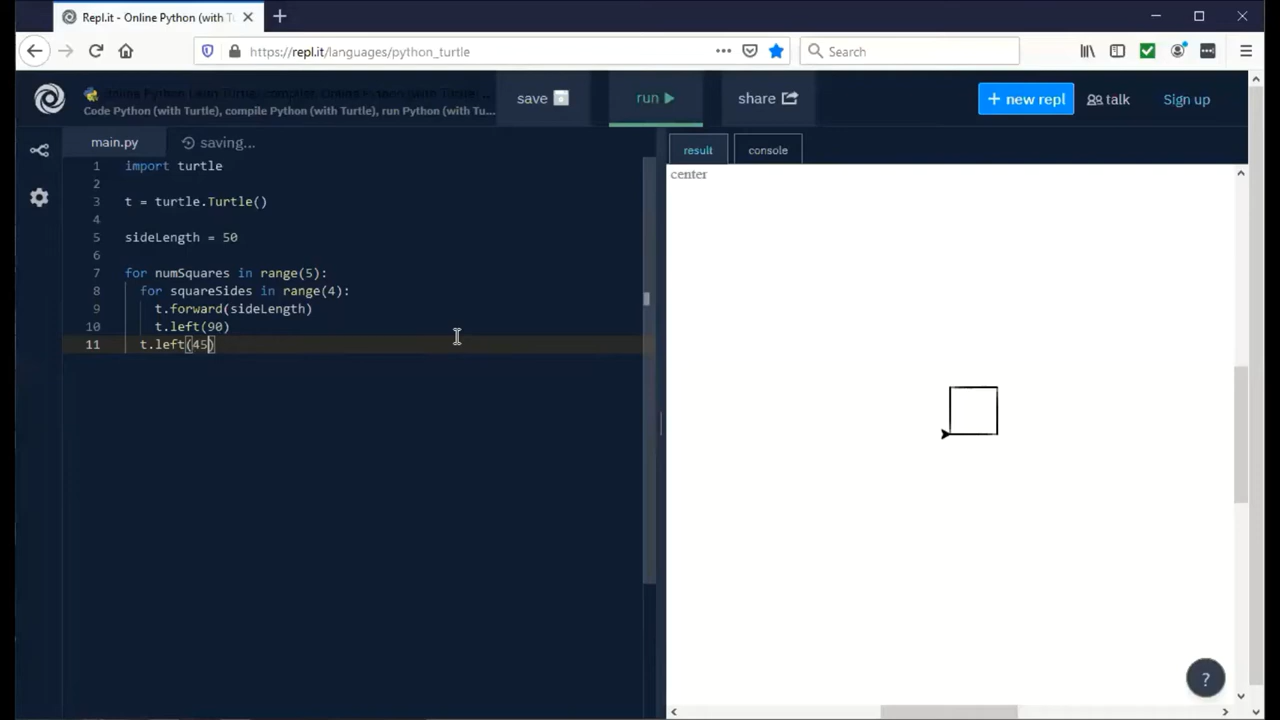 Repl.it - Online Python (with T
https://repl.it/languages/python_turtle
Search
Code Python (with Turtle), compile Python (with Turtle), run Python (with Tu...
save
run
share
+ new repl
talk
Sign up
main.py
saving...
result
console
1 import turtle
2
3 t = turtle.Turtle()
4
5 sideLength = 50
6
7 for numSquares in range(5):
8 for squareSides in range(4):
9 t.forward(sideLength)
10 t.left(90)
11 t.left(45)
center
?